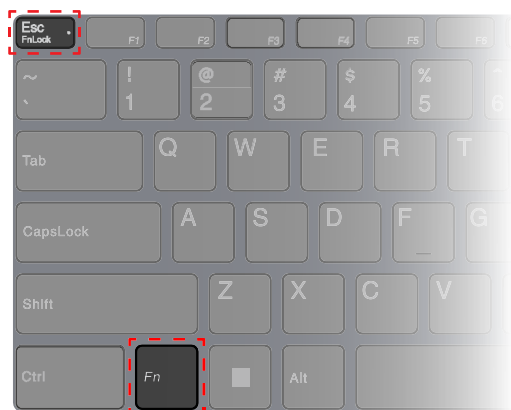 Esc
FnLock
F1
F2
F3
F4
F5
F6
~
`
!
1
@
2
#
3
$
4
%
5
^
6
Tab
Q
W
E
R
T
CapsLock
A
S
D
F
G
Shift
Z
X
C
V
Ctrl
Fn
Alt